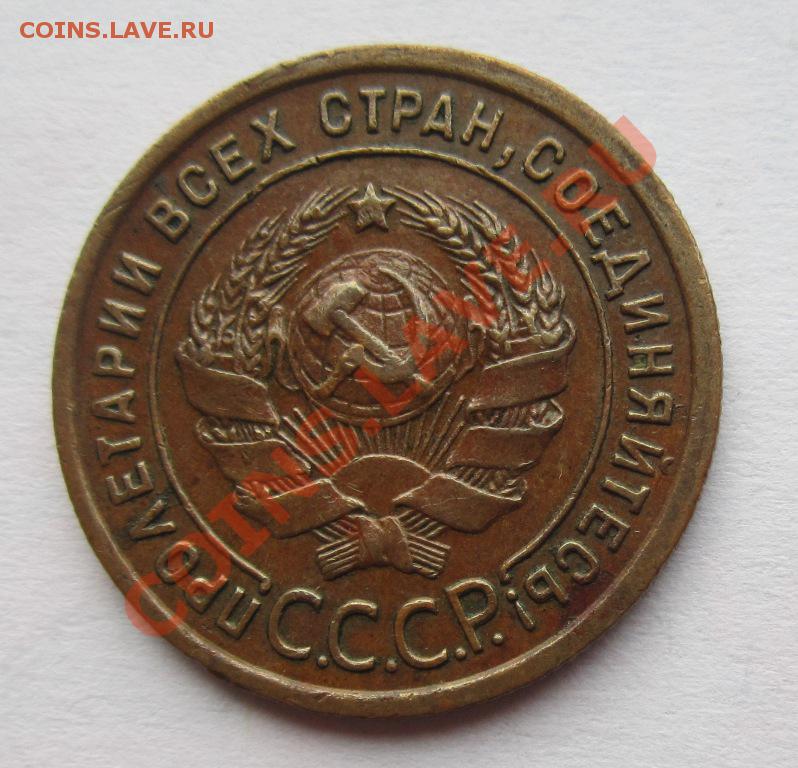 COINS.LAVE.RU
ПРОЛЕТАРИИ ВСЕХ СТРАН, СОЕДИНЯЙТЕСЬ!
С.С.С.Р.
COINS.LAVE.RU